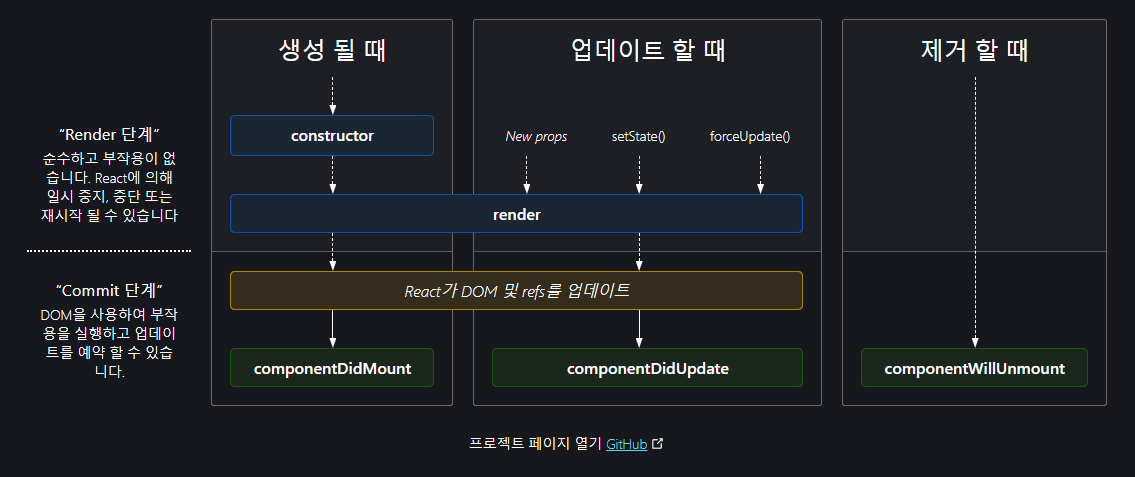 생성 될 때
업데이트 할 때
제거 할 때
“Render 단계”
순수하고 부작용이 없
습니다. React에 의해
일시 중지, 중단 또는
재시작 될 수 있습니다
constructor
New props
setState()
forceUpdate()
render
“Commit 단계”
DOM을 사용하여 부작
용을 실행하고 업데이
트를 예약 할 수 있습
니다.
React가 DOM 및 refs를 업데이트
componentDidMount
componentDidUpdate
componentWillUnmount
프로젝트 페이지 열기 GitHub